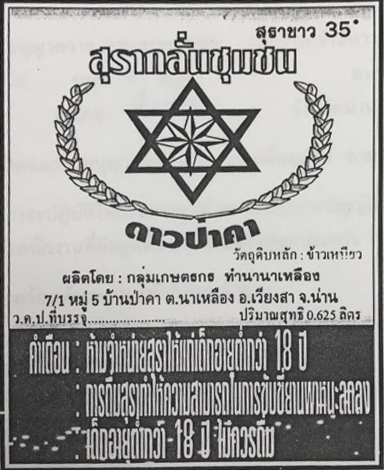 สุราขาว 35°
สุรากลั่นชุมชน
ดาวป่าคา
วัตถุดิบหลัก : ข้าวเหนียว
ผลิตโดย : กลุ่มเกษตรกร ทำนานาเหลือง
7/1 หมู่ 5 บ้านป่าคา ต.นาเหลือง อ.เวียงสา จ.น่าน
ว.ด.ป.ที่บรรจุ...................... ปริมาณสุทธิ 0.625 ลิตร
คำเตือน : ห้ามจำหน่ายสุราให้แก่เด็กอายุต่ำกว่า 18 ปี
: การดื่มสุราทำให้ความสามารถในการขับขี่ยานพาหนะลดลง
: เด็กอายุต่ำกว่า 18 ปี ไม่ควรดื่ม